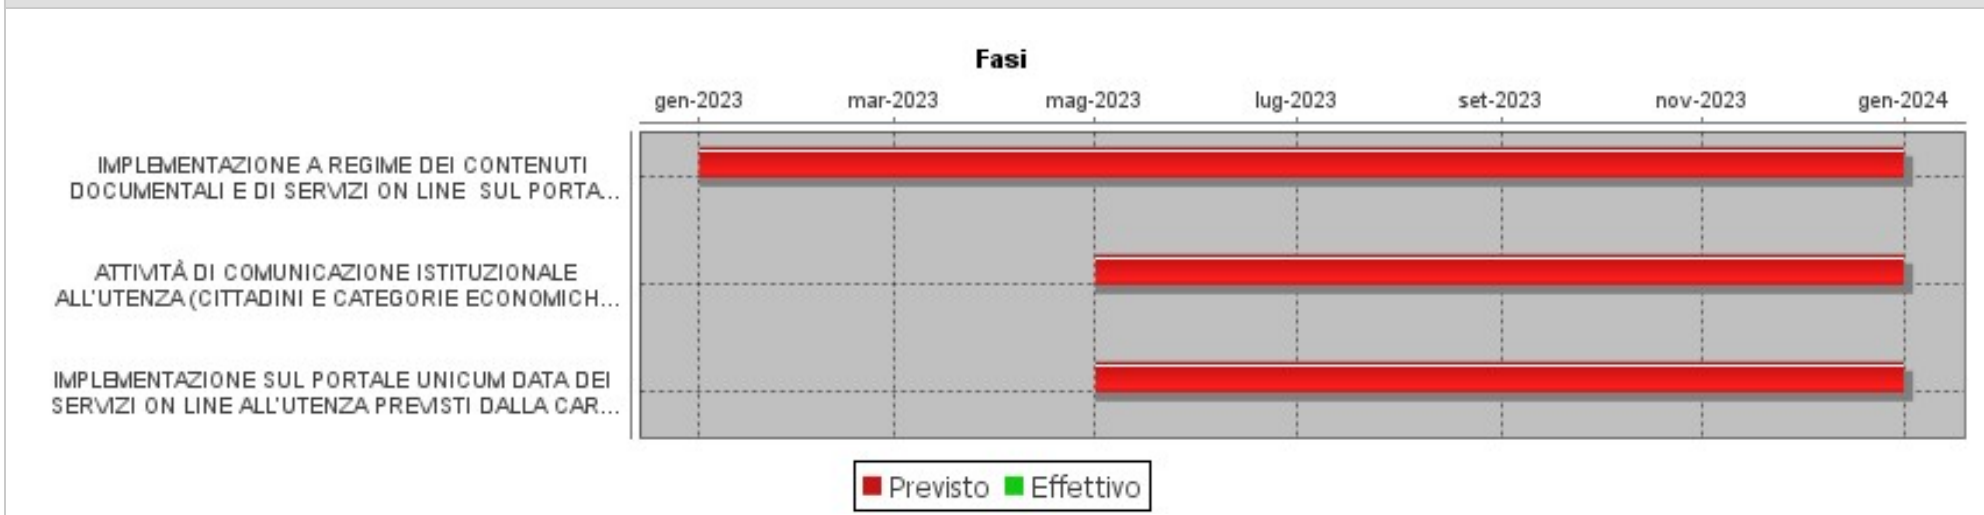 Fasi
gen-2023 mar-2023 mag-2023 lug-2023 set-2023 nov-2023 gen-2024
IMPLEMENTAZIONE A REGIME DEI CONTENUTI
DOCUMENTALI E DI SERVIZI ON LINE SUL PORTA...
ATTIVITÀ DI COMUNICAZIONE ISTITUZIONALE
ALL'UTENZA (CITTADINI E CATEGORIE ECONOMICH...
IMPLEMENTAZIONE SUL PORTALE UNICUM DATA DEI
SERVIZI ON LINE ALL'UTENZA PREVISTI DALLA CAR...
Previsto Effettivo